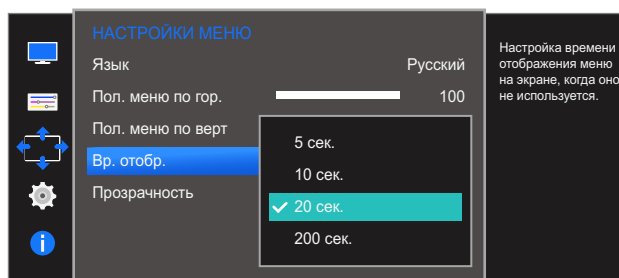 НАСТРОЙКИ МЕНЮ
Язык Русский
Пол. меню по гор. 100
Пол. меню по верт
Вр. отобр.
Прозрачность
5 сек.
10 сек.
20 сек.
200 сек.
Настройка времени
отображения меню
на экране, когда оно
не используется.